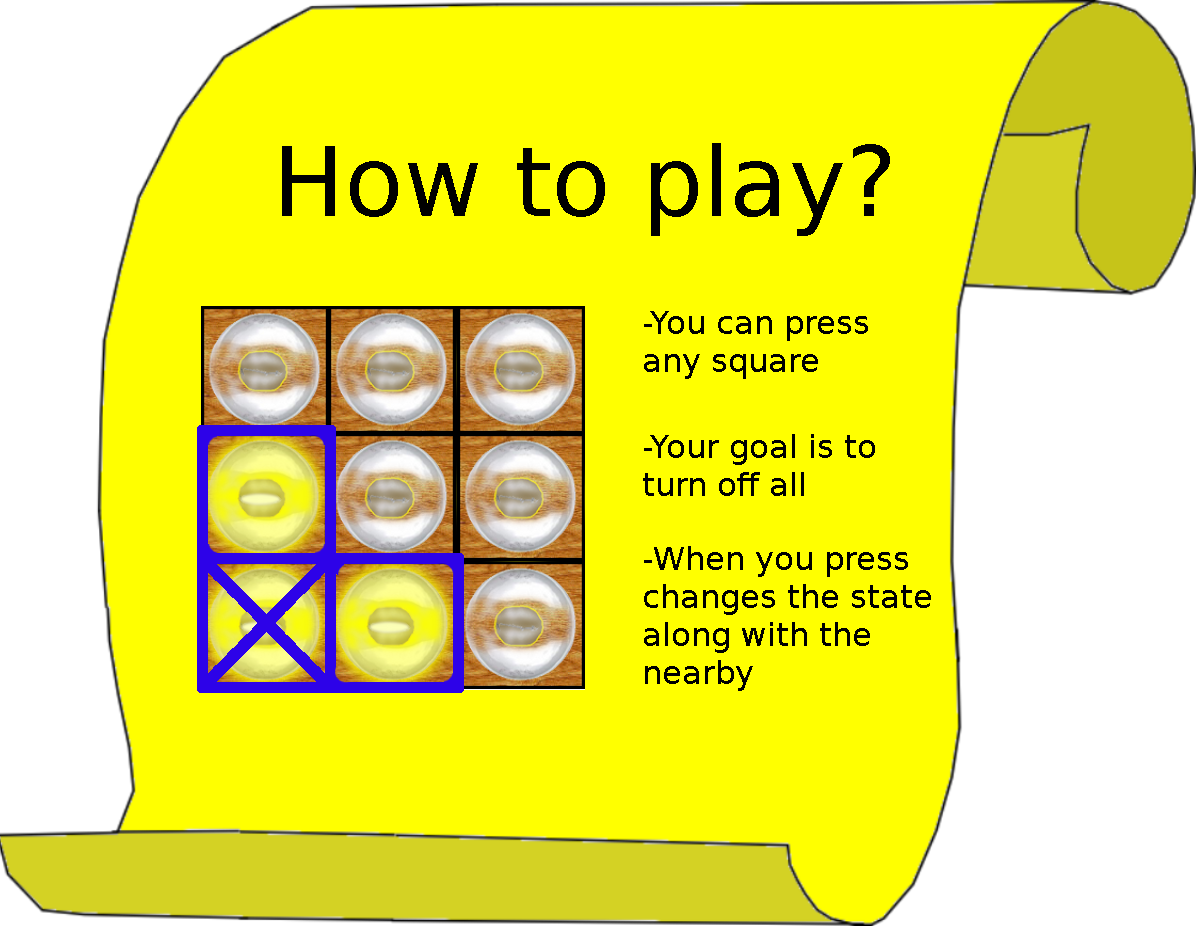 How to play?
-You can press
any square
-Your goal is to
turn off all
-When you press
changes the state
along with the
nearby